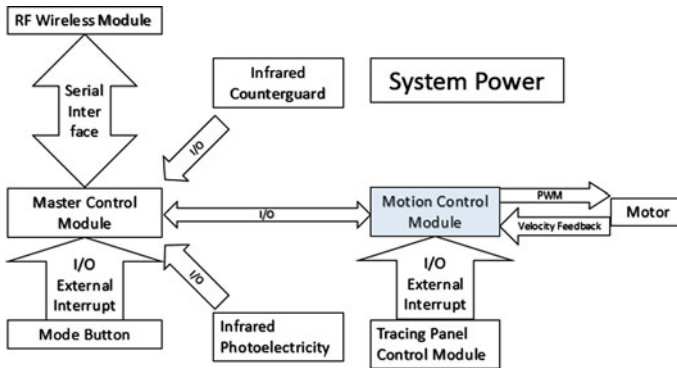 RF Wireless Module
Serial
Inter
face
Infrared
Counterguard
System Power
I/O
Master Control
Module
I/O
Motion Control
Module
PWM
Velocity Feedback
Motor
I/O
External
Interrupt
I/O
I/O
External
Interrupt
Mode Button
Infrared
Photoelectricity
Tracing Panel
Control Module